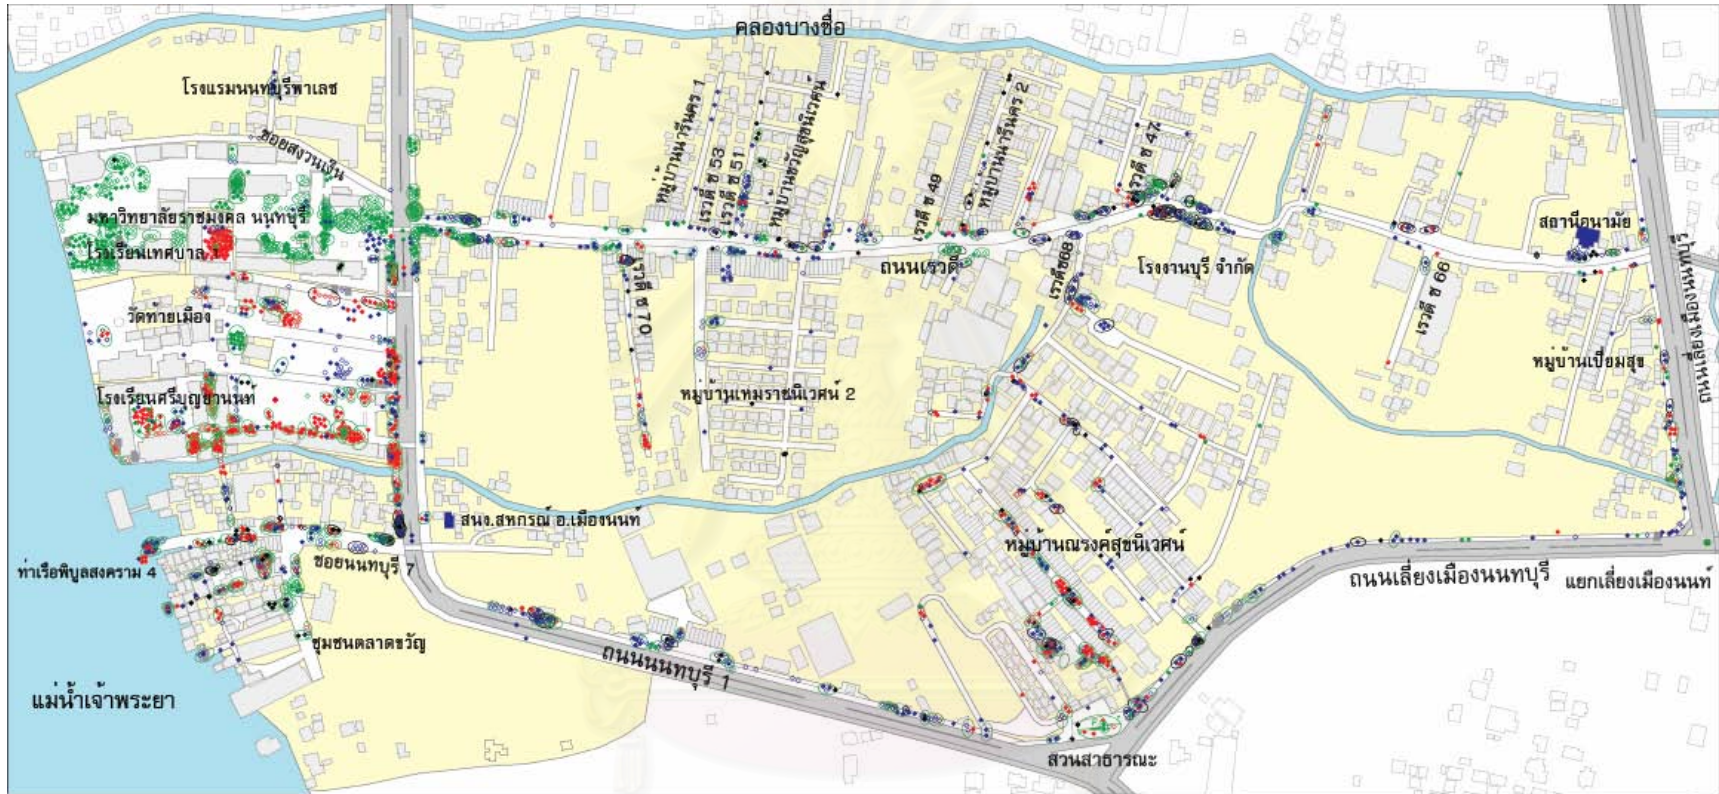 คลองบางซื่อ
โรงแรมนนทบุรีพาเลซ
ซอยสงวนเงิน
หมู่บ้านนารีนคร 1
เรวดี ซ 53
เรวดี ซ 51
หมู่บ้านขวัญสุขนิเวศน์
เรวดี ซ 49
หมู่บ้านนารีนคร 2
เรวดี ซ 47
มหาวิทยาลัยราชมงคล นนทบุรี
โรงเรียนเทศบาล 1
สถานีอนามัย
ถนนเรวดี
เรวดีซ68
โรงงานบุรี จำกัด
เรวดี ซ 66
เรวดี ซ 70
วัดท้ายเมือง
หมู่บ้านเปี่ยมสุข
โรงเรียนศรีบุญยานนท์
หมู่บ้านเหมราชนิเวศน์ 2
สนง.สหกรณ์ อ.เมืองนนท์
หมู่บ้านณรงค์สุขนิเวศน์
ท่าเรือพิบูลสงคราม 4
ซอยนนทบุรี 7
ถนนเลี่ยงเมืองนนทบุรี
แยกเลี่ยงเมืองนนท์
ชุมชนตลาดขวัญ
ถนนนนทบุรี 1
แม่น้ำเจ้าพระยา
สวนสาธารณะ